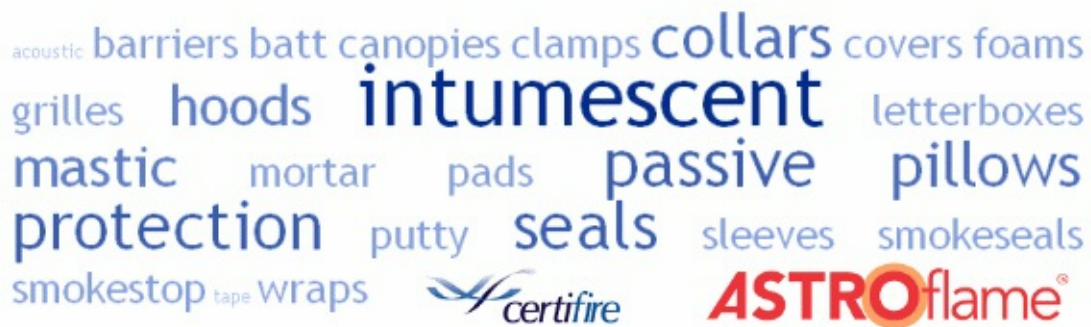 acoustic barriers batt canopies clamps collars covers foams
grilles hoods intumescent letterboxes
mastic mortar pads passive pillows
protection putty seals sleeves smokeseals
smokestop tape wraps certifire ASTROflame®